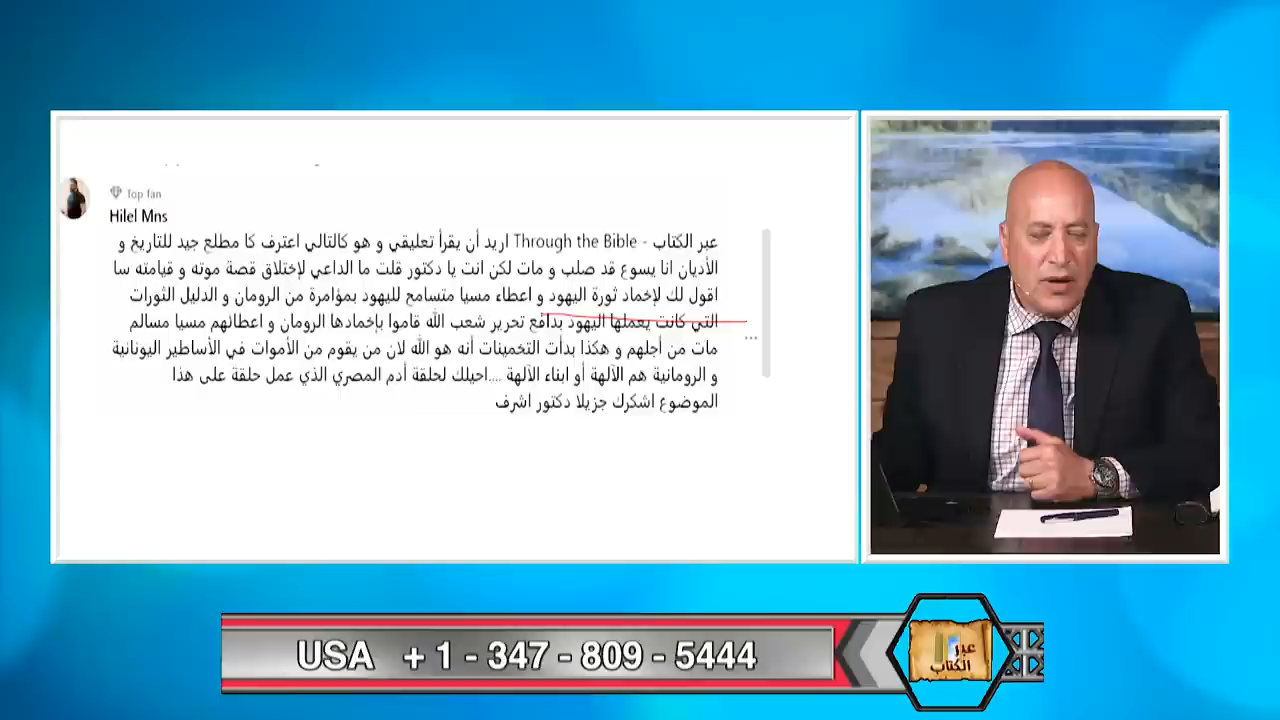 Top fan
Hilel Mns
عبر الكتاب - Through the Bible اريد أن يقرأ تعليقي و هو كالتالي اعترف كا مطلع جيد للتاريخ و
الأديان انا يسوع قد صلب و مات لكن انت يا دكتور قلت ما الداعي لإختلاق قصة موته و قيامته سا
اقول لك لإخماد ثورة اليهود و اعطاء مسيا متسامح لليهود بمؤامرة من الرومان و الدليل الثورات
التي كانت يعملها اليهود بدافع تحرير شعب الله قاموا بإخمادها الرومان و اعطائهم مسيا مسالم
مات من أجلهم و هكذا بدأت التخمينات أنه هو الله لان من يقوم من الأموات في الأساطير اليونانية
و الرومانية هم الآلهة أو ابناء الآلهة ....احيلك لحلقة أدم المصري الذي عمل حلقة على هذا
الموضوع اشكرك جزيلا دكتور اشرف
USA + 1 - 347 - 809 - 5444
عبر
الكتاب